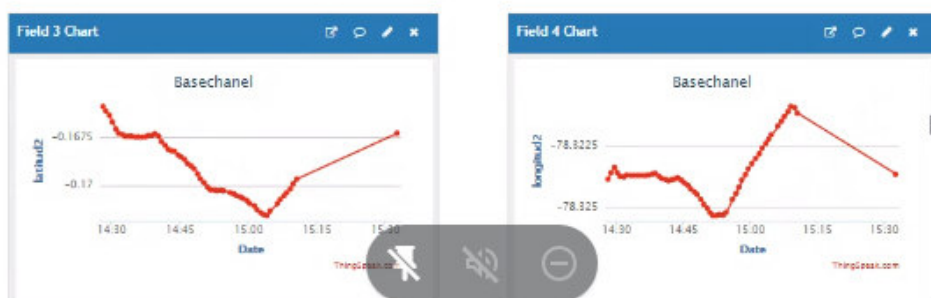 Field 3 Chart
Basechanel
latitud2
-0.1675
-0.17
14:30 14:45 15:00 15:15 15:30
Date
ThingSpeak.com
Field 4 Chart
Basechanel
longitud2
-78.3225
-78.325
14:30 14:45 15:00 15:15 15:30
Date
ThingSpeak.com